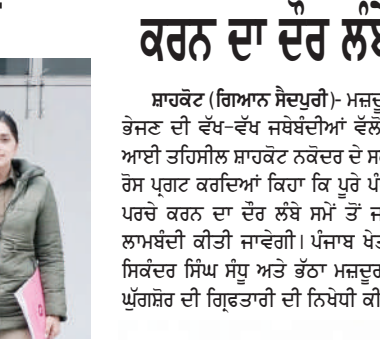 ਕਰਨ ਦਾ ਦੌਰ ਲੰਬੇ
ਸ਼ਾਹਕੋਟ (ਗਿਆਨ ਸੈਦਪੁਰੀ)- ਮਜ਼ਦੂ
ਭੇਜਣ ਦੀ ਵੱਖ-ਵੱਖ ਜਥੇਬੰਦੀਆਂ ਵੱਲੋਂ
ਆਈ ਤਹਿਸੀਲ ਸ਼ਾਹਕੋਟ ਨਕੋਦਰ ਦੇ
ਰੋਸ ਪ੍ਰਗਟ ਕਰਦਿਆਂ ਕਿਹਾ ਕਿ ਪੂਰੇ
ਪਰਚੇ ਕਰਨ ਦਾ ਦੌਰ ਲੰਬੇ ਸਮੇਂ ਤੋਂ
ਲਾਮਬੰਦੀ ਕੀਤੀ ਜਾਵੇਗੀ। ਪੰਜਾਬ ਖੇਤ
ਸਿਕੰਦਰ ਸਿੰਘ ਸੰਧੂ ਅਤੇ ਭੱਠਾ ਮਜ਼ਦੂਰ
ਘੁੱਗਸ਼ੋਰ ਦੀ ਗ੍ਰਿਫਤਾਰੀ ਦੀ ਨਿਖੇਧੀ ਕੀ